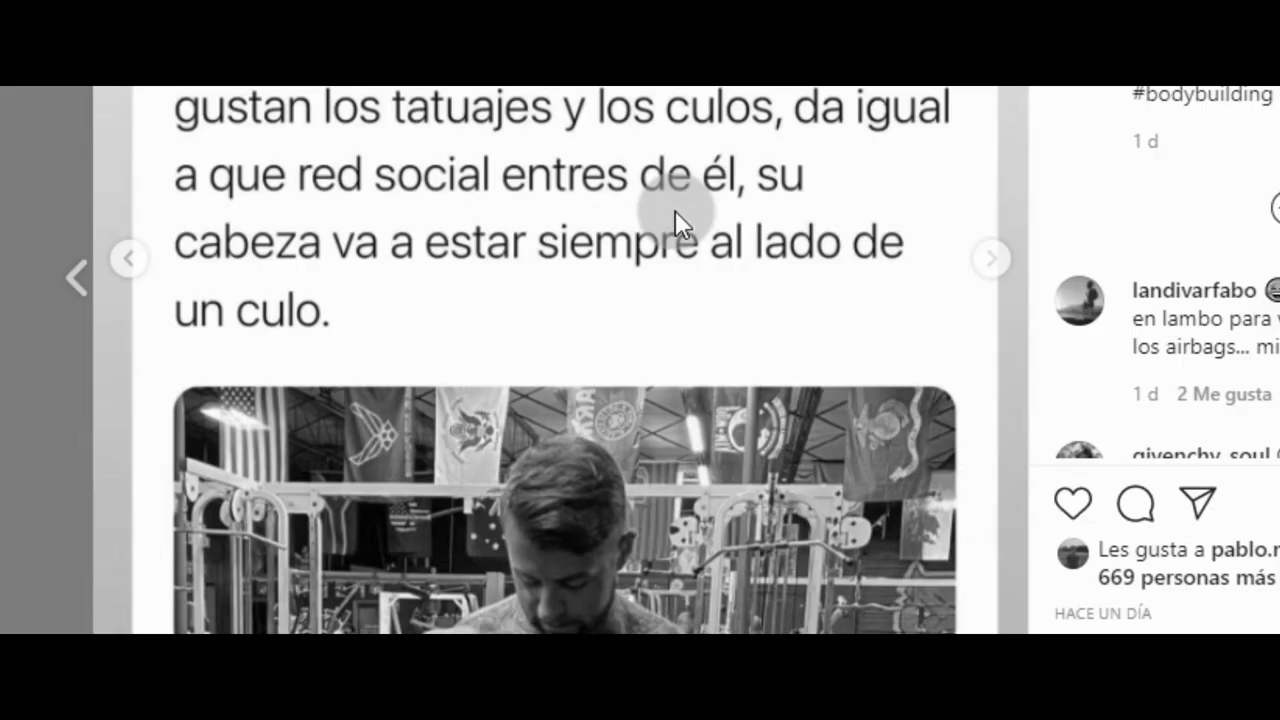 gustan los tatuajes y los culos, da igual
a que red social entres de él, su
cabeza va a estar siempre al lado de
un culo.
#bodybuilding
1 d
landivarfabo
en lambo para
los airbags... mi
1 d 2 Me gusta
givenchy_soul
Les gusta a pablo.r
669 personas más
HACE UN DÍA